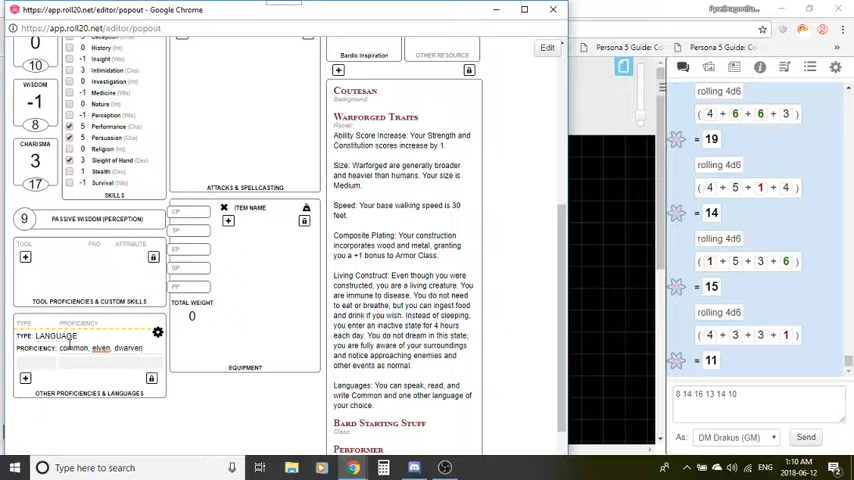 https://app.roll20.net/editor/popout - Google Chrome
https://app.roll20.net/editor/popout
PyreDragonSla...
0
10
WISDOM
-1
8
CHARISMA
3
17
5 Deception (Cha)
0 History (Int)
-1 Insight (Wis)
3 Intimidation (Cha)
0 Investigation (Int)
-1 Medicine (Wis)
0 Nature (Int)
-1 Perception (Wis)
5 Performance (Cha)
5 Persuasion (Cha)
0 Religion (Int)
3 Sleight of Hand (Dex)
1 Stealth (Dex)
-1 Survival (Wis)
SKILLS
9 PASSIVE WISDOM (PERCEPTION)
TOOL PRO ATTRIBUTE
TOOL PROFICIENCIES & CUSTOM SKILLS
TYPE PROFICIENCY
TYPE: LANGUAGE
PROFICIENCY: common, elven, dwarven
OTHER PROFICIENCIES & LANGUAGES
ATTACKS & SPELLCASTING
CP
SP
EP
GP
PP
TOTAL WEIGHT
0
ITEM NAME
EQUIPMENT
Bardic Inspiration
OTHER RESOURCE
Edit
COUTESAN
Background:
WARFORGED TRAITS
Racial:
Ability Score Increase: Your Strength and
Constitution scores increase by 1.
Size: Warforged are generally broader
and heavier than humans. Your size is
Medium.
Speed: Your base walking speed is 30
feet.
Composite Plating: Your construction
incorporates wood and metal, granting
you a +1 bonus to Armor Class.
Living Construct: Even though you were
constructed, you are a living creature. You
are immune to disease. You do not need
to eat or breathe, but you can ingest food
and drink if you wish. Instead of sleeping,
you enter an inactive state for 4 hours
each day. You do not dream in this state;
you are fully aware of your surroundings
and notice approaching enemies and
other events as normal.
Languages: You can speak, read, and
write Common and one other language of
your choice.
BARD STARTING STUFF
Class:
PERFORMER
Persona 5 Guide: Co
Persona 5 Guide: Co
rolling 4d6
( 4 + 6 + 6 + 3 )
= 19
rolling 4d6
( 4 + 5 + 1 + 4 )
= 14
rolling 4d6
( 1 + 5 + 3 + 6 )
= 15
rolling 4d6
( 4 + 3 + 3 + 1 )
= 11
8 14 16 13 14 10
As: DM Drakus (GM) Send
Type here to search
ENG
1:10 AM
2018-06-12
2